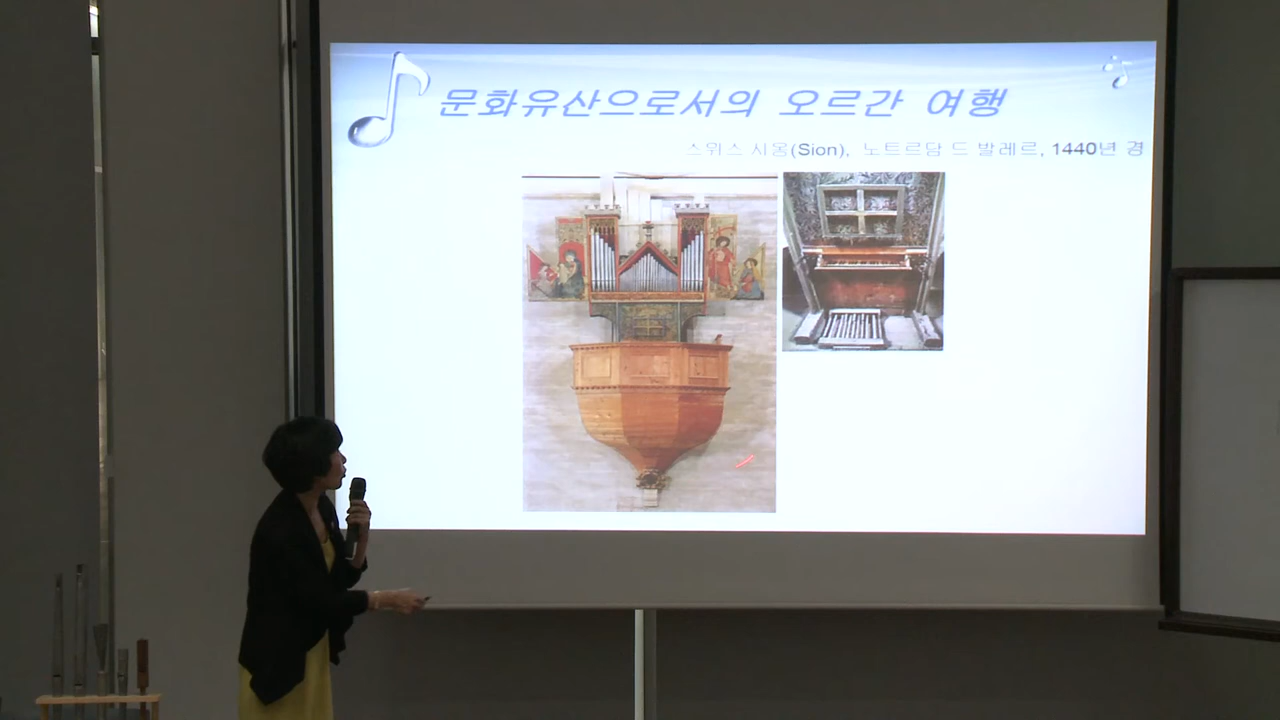 문화유산으로서의 오르간 여행
스위스 시옹(Sion), 노트르담 드 발레르, 1440년 경